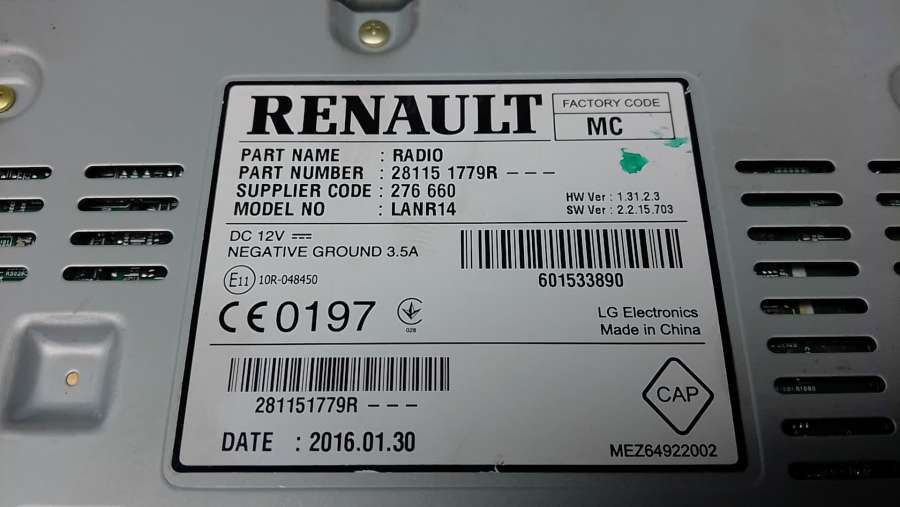 RENAULT
FACTORY CODE
MC
PART NAME : RADIO
PART NUMBER : 28115 1779R - - -
SUPPLIER CODE : 276 660
MODEL NO : LANR14
HW Ver : 1.31.2.3
SW Ver : 2.2.15.703
DC 12V ⎓
NEGATIVE GROUND 3.5A
601533890
E11 10R-048450
CE0197
028
LG Electronics
Made in China
281151779R - - -
CAP
DATE : 2016.01.30
MEZ64922002